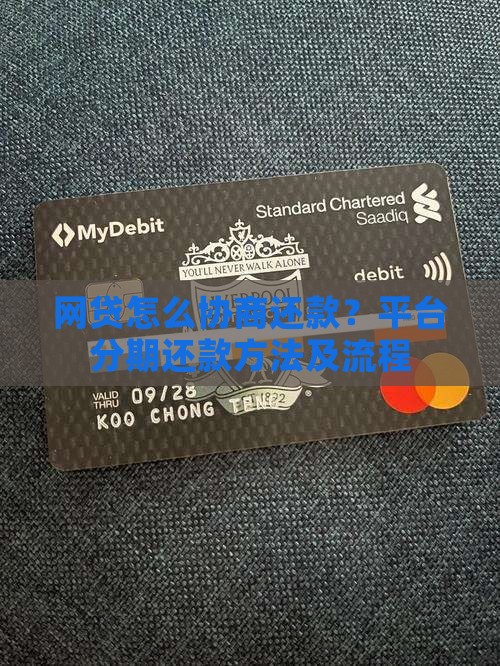 MyDebit
Standard Chartered
Saadiq
YOU'LL NEVER WALK ALONE
debit
网贷怎么协商还款？平台
分期还款方法及流程
VALID
THRU
09/28
KOO CHONG
1892